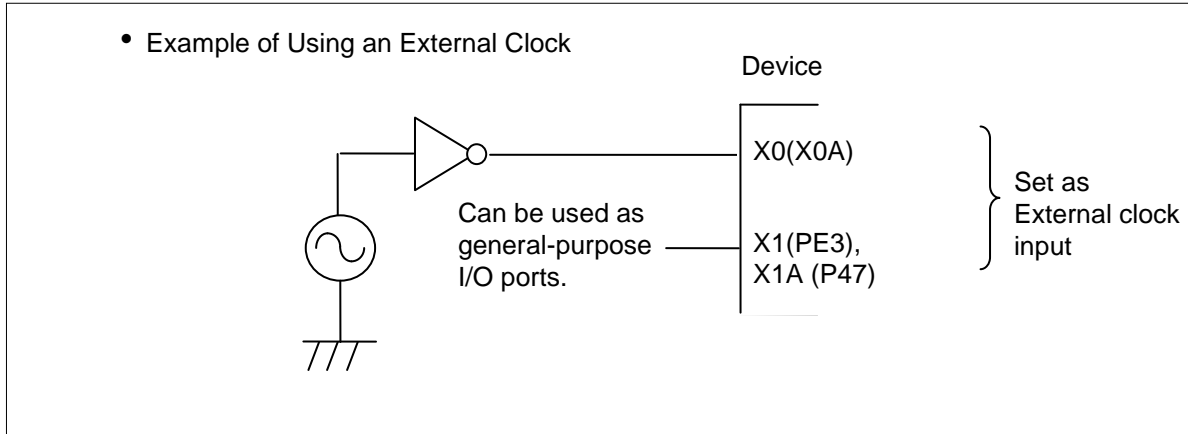 • Example of Using an External Clock
Device
X0(X0A)
Can be used as
general-purpose
I/O ports.
X1(PE3),
X1A (P47)
Set as
External clock
input